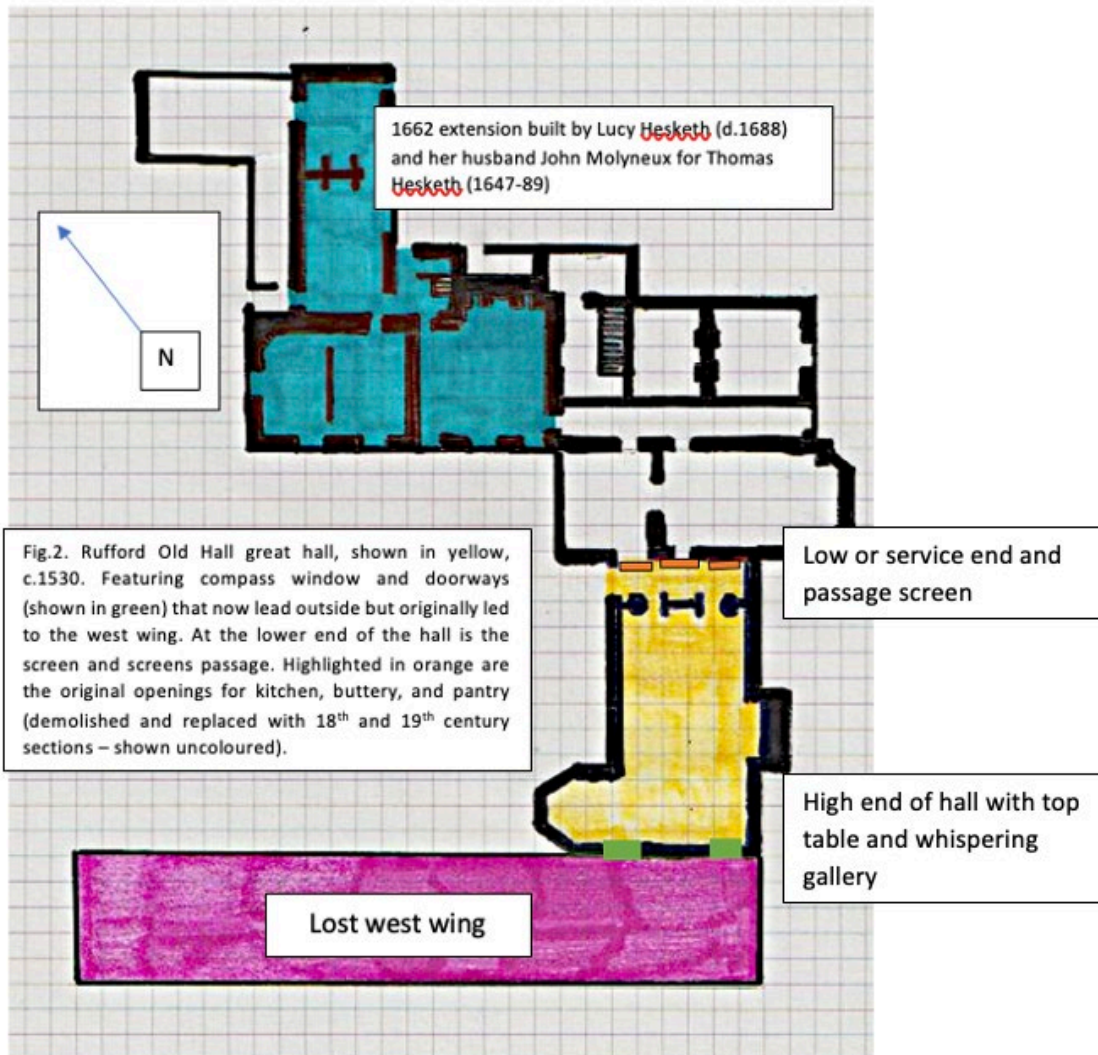 1662 extension built by Lucy Hesketh (d.1688)
and her husband John Molyneux for Thomas
Hesketh (1647-89)
N
Fig.2. Rufford Old Hall great hall, shown in yellow,
c.1530. Featuring compass window and doorways
(shown in green) that now lead outside but originally led
to the west wing. At the lower end of the hall is the
screen and screens passage. Highlighted in orange are
the original openings for kitchen, buttery, and pantry
(demolished and replaced with 18th and 19th century
sections – shown uncoloured).
Low or service end and
passage screen
High end of hall with top
table and whispering
gallery
Lost west wing